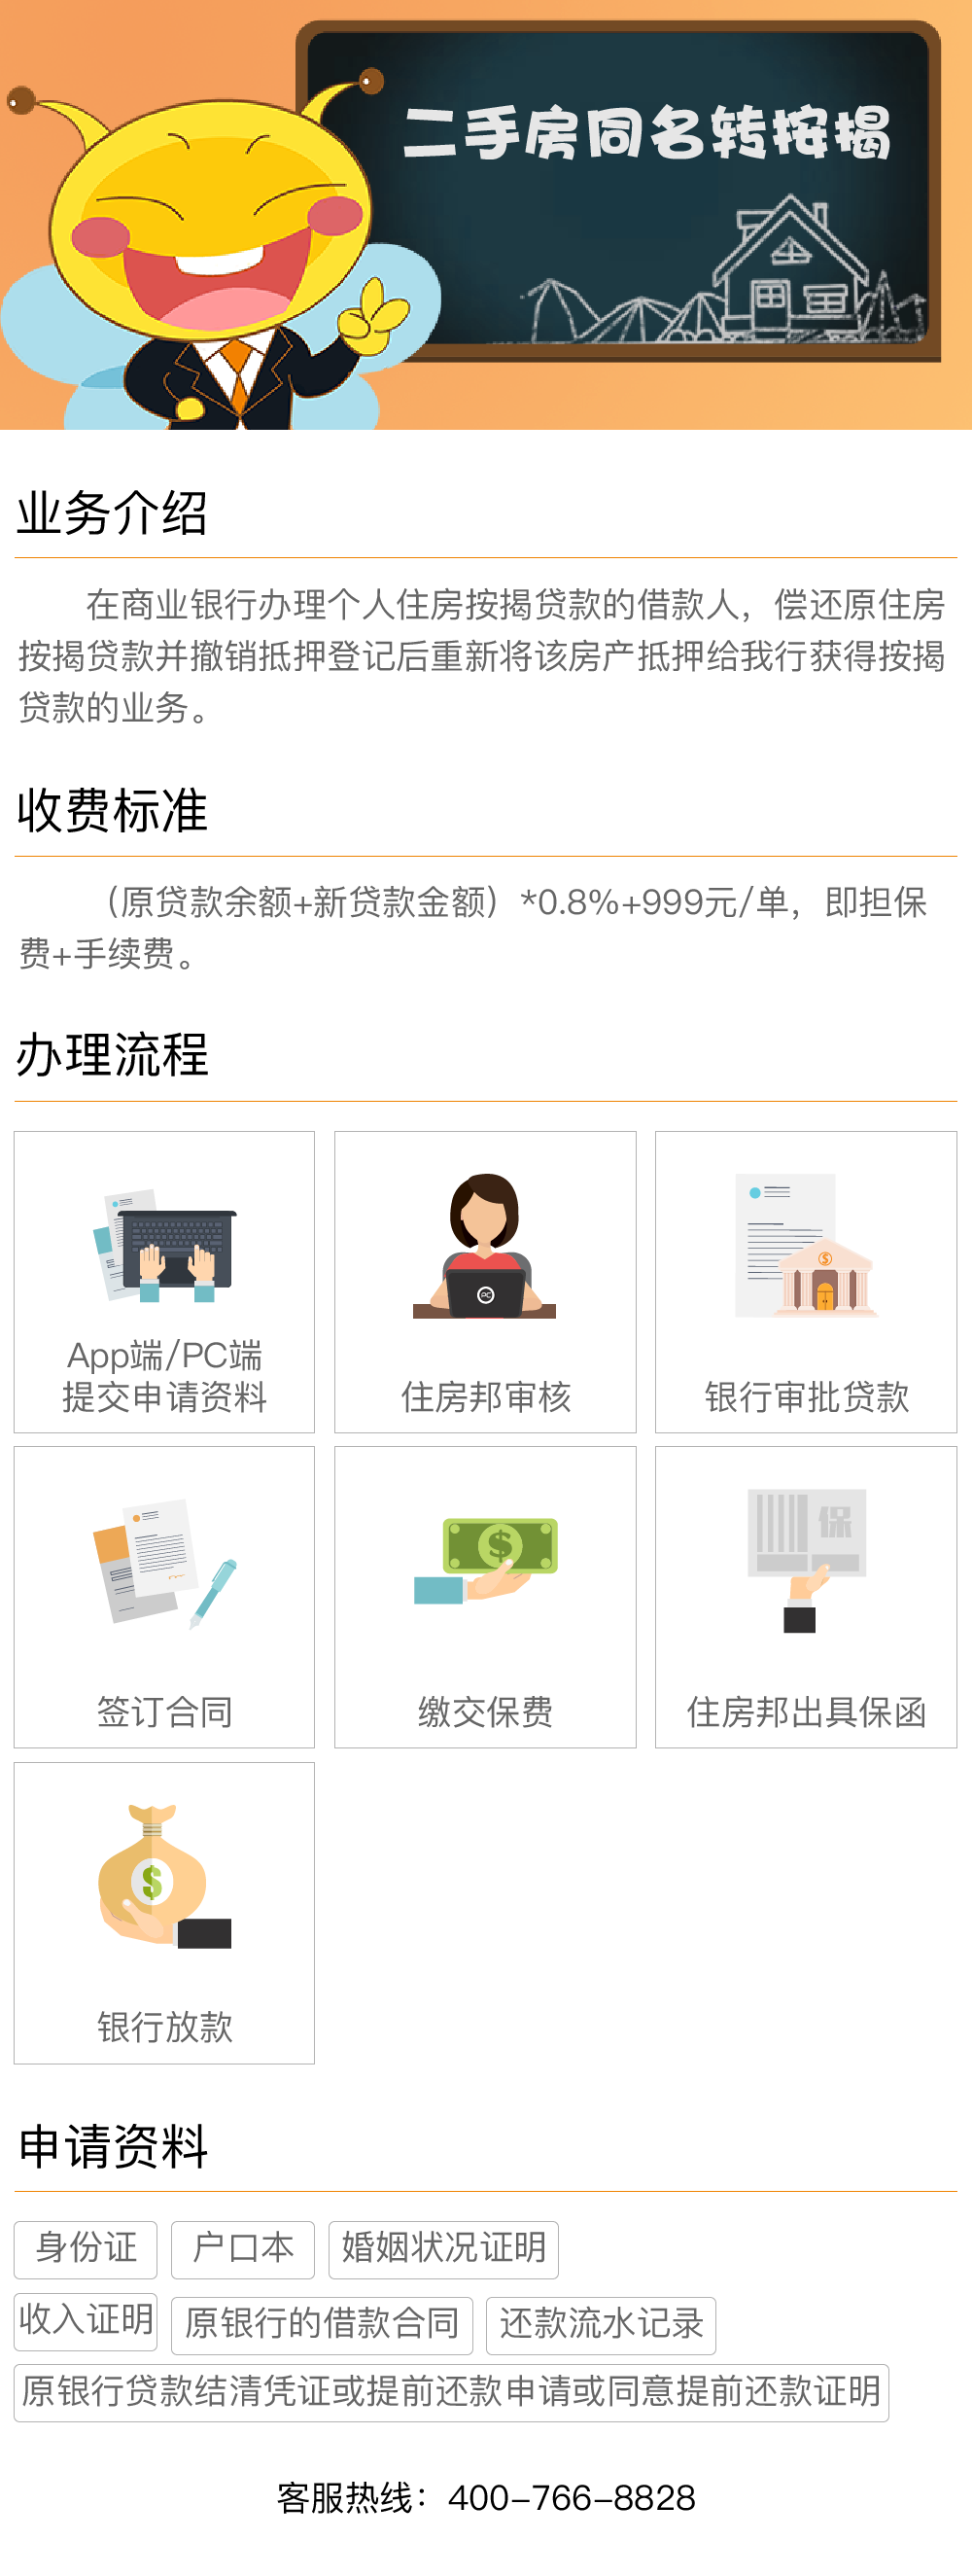 二手房同名转按揭
业务介绍
在商业银行办理个人住房按揭贷款的借款人，偿还原住房
按揭贷款并撤销抵押登记后重新将该房产抵押给我行获得按揭
贷款的业务。
收费标准
（原贷款余额+新贷款金额）*0.8%+999元/单，即担保
费+手续费。
办理流程
App端/PC端
提交申请资料
PC
住房邦审核
$
银行审批贷款
签订合同
$
缴交保费
保
住房邦出具保函
$
银行放款
申请资料
身份证 户口本 婚姻状况证明
收入证明 原银行的借款合同 还款流水记录
原银行贷款结清凭证或提前还款申请或同意提前还款证明
客服热线：400-766-8828